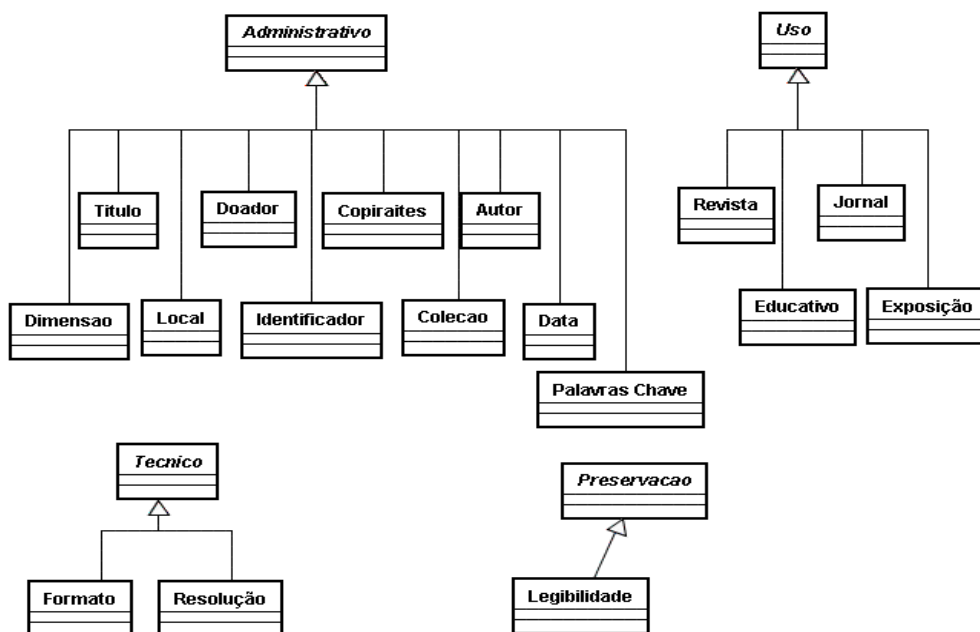 Administrativo
Uso
Titulo
Doador
Copiraites
Autor
Revista
Jornal
Dimensao
Local
Identificador
Colecao
Data
Educativo
Exposição
Palavras Chave
Tecnico
Preservacao
Formato
Resolução
Legibilidade